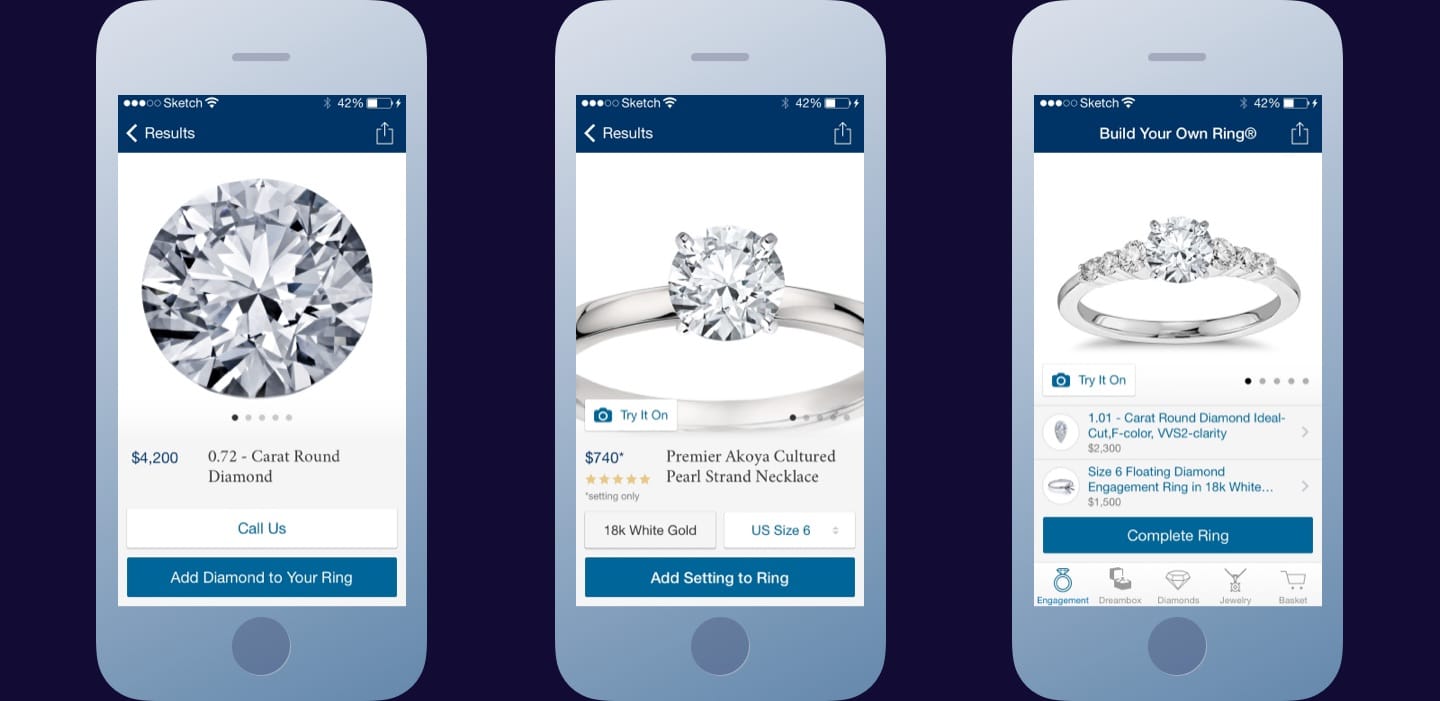 Sketch 42%
Results
$4,200
0.72 - Carat Round
Diamond
Call Us
Add Diamond to Your Ring
Sketch 42%
Results
Try It On
$740*
*setting only
Premier Akoya Cultured
Pearl Strand Necklace
18k White Gold
US Size 6
Add Setting to Ring
Sketch 42%
Build Your Own Ring®
Try It On
1.01 - Carat Round Diamond Ideal-
Cut,F-color, VVS2-clarity
$2,300
Size 6 Floating Diamond
Engagement Ring in 18k White...
$1,500
Complete Ring
Engagement Dreambox Diamonds Jewelry Basket